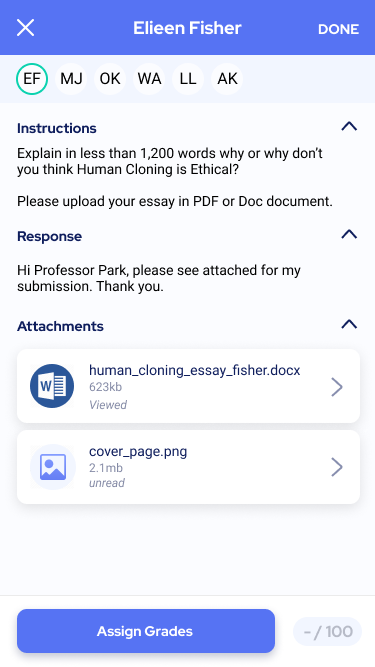 Elieen Fisher
DONE
EF MJ OK WA LL AK
Instructions
Explain in less than 1,200 words why or why don't
you think Human Cloning is Ethical?
Please upload your essay in PDF or Doc document.
Response
Hi Professor Park, please see attached for my
submission. Thank you.
Attachments
W
human_cloning_essay_fisher.docx
623kb
Viewed
cover_page.png
2.1mb
unread
Assign Grades
- / 100